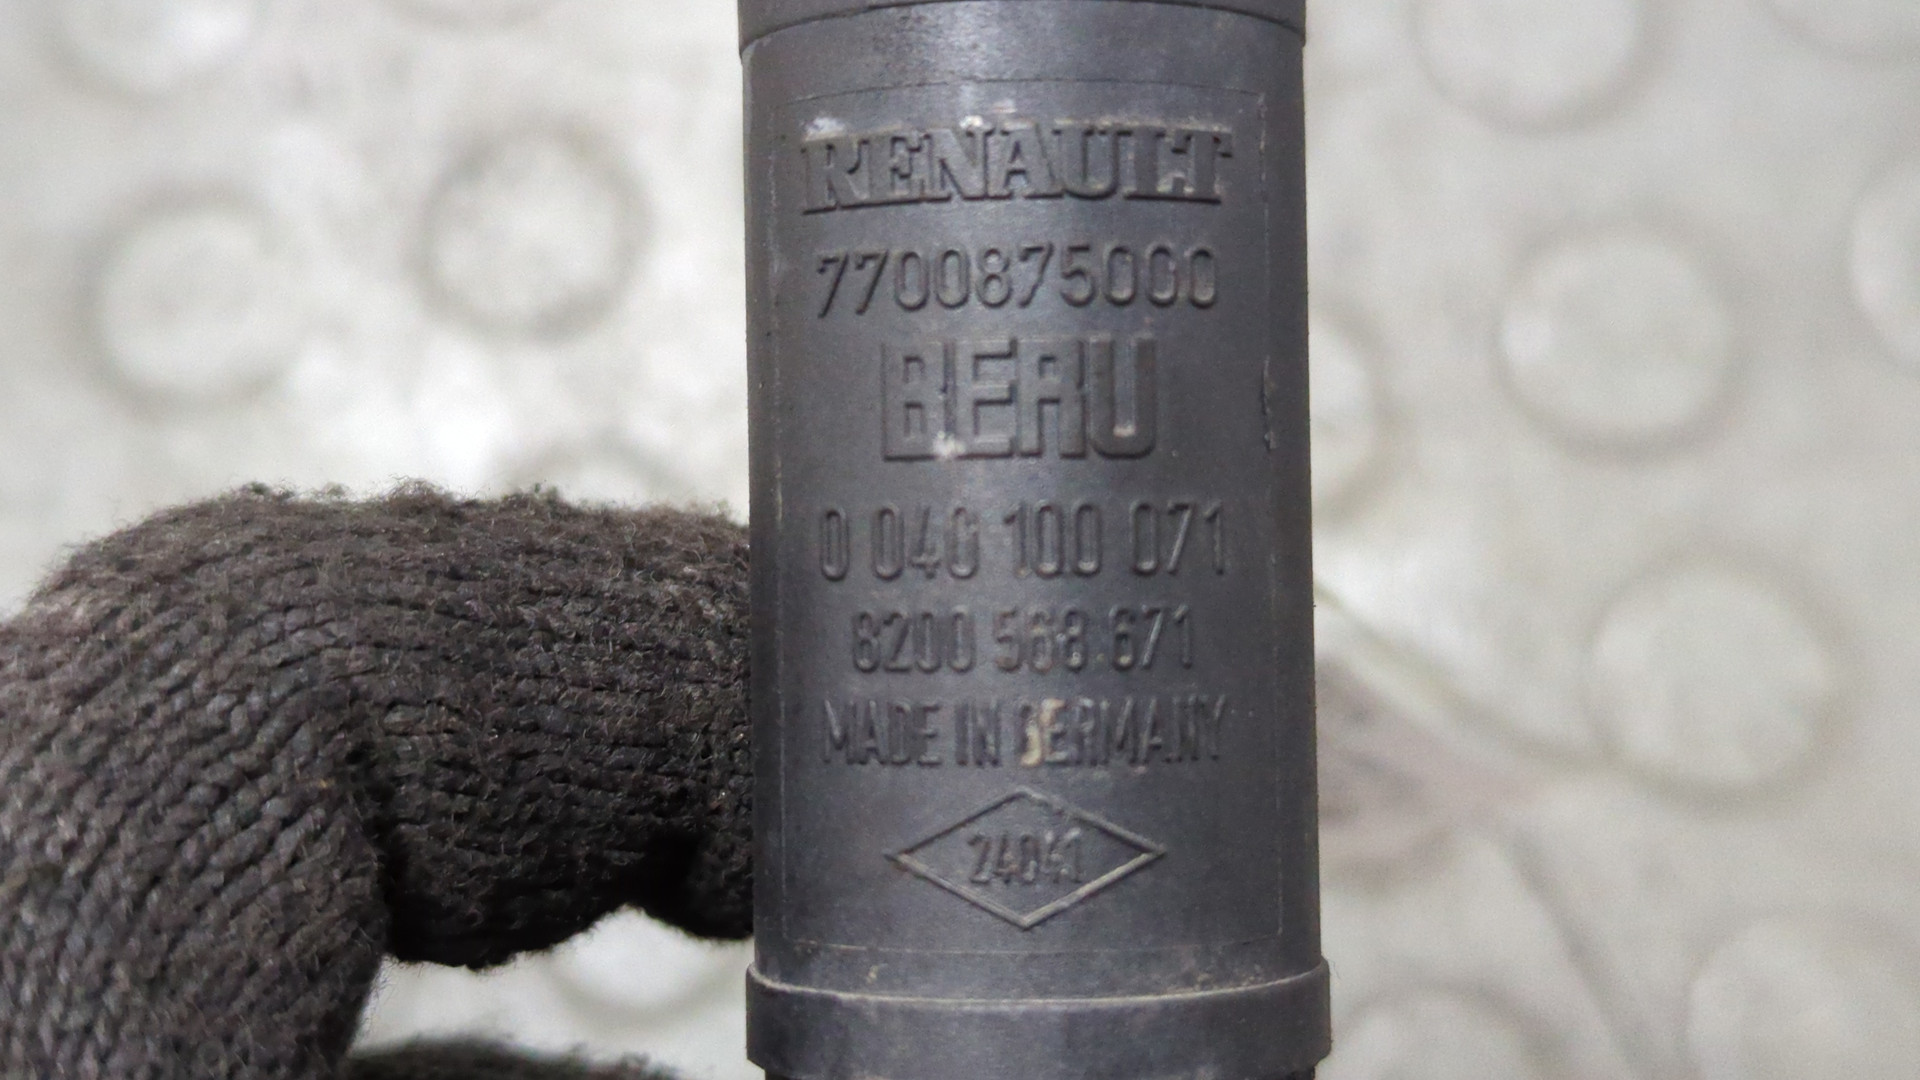 RENAULT
7700875000
BERU
0 040 100 071
8200 568 671
MADE IN GERMANY
24041